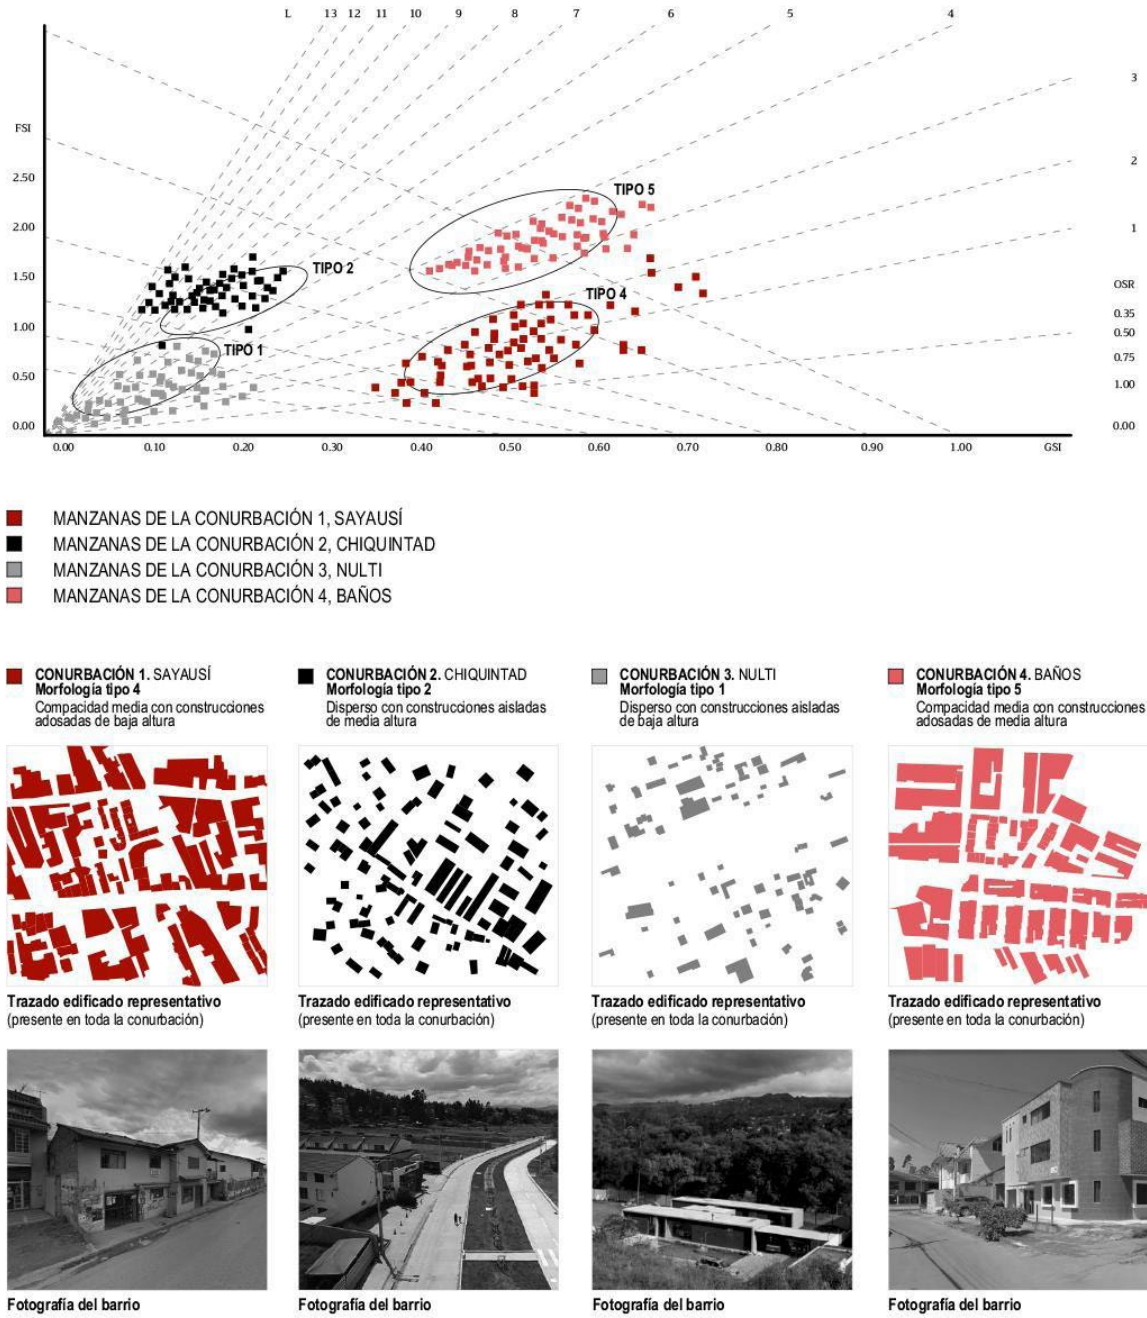 L 13 12 11 10 9 8 7 6 5 4
3
FSI
2.50
2
TIPO 5
2.00
1
TIPO 2
1.50
OSR
TIPO 4
0.35
1.00
0.50
TIPO 1
0.75
0.50
1.00
0.00
0.00
0.00 0.10 0.20 0.30 0.40 0.50 0.60 0.70 0.80 0.90 1.00 GSI
MANZANAS DE LA CONURBACIÓN 1, SAYAUSÍ
MANZANAS DE LA CONURBACIÓN 2, CHIQUINTAD
MANZANAS DE LA CONURBACIÓN 3, NULTI
MANZANAS DE LA CONURBACIÓN 4, BAÑOS
CONURBACIÓN 1. SAYAUSÍ
Morfología tipo 4
Compacidad media con construcciones
adosadas de baja altura
CONURBACIÓN 2. CHIQUINTAD
Morfología tipo 2
Disperso con construcciones aisladas
de media altura
CONURBACIÓN 3. NULTI
Morfología tipo 1
Disperso con construcciones aisladas
de baja altura
CONURBACIÓN 4. BAÑOS
Morfología tipo 5
Compacidad media con construcciones
adosadas de media altura
Trazado edificado representativo
(presente en toda la conurbación)
Trazado edificado representativo
(presente en toda la conurbación)
Trazado edificado representativo
(presente en toda la conurbación)
Trazado edificado representativo
(presente en toda la conurbación)
Fotografía del barrio
Fotografía del barrio
Fotografía del barrio
Fotografía del barrio